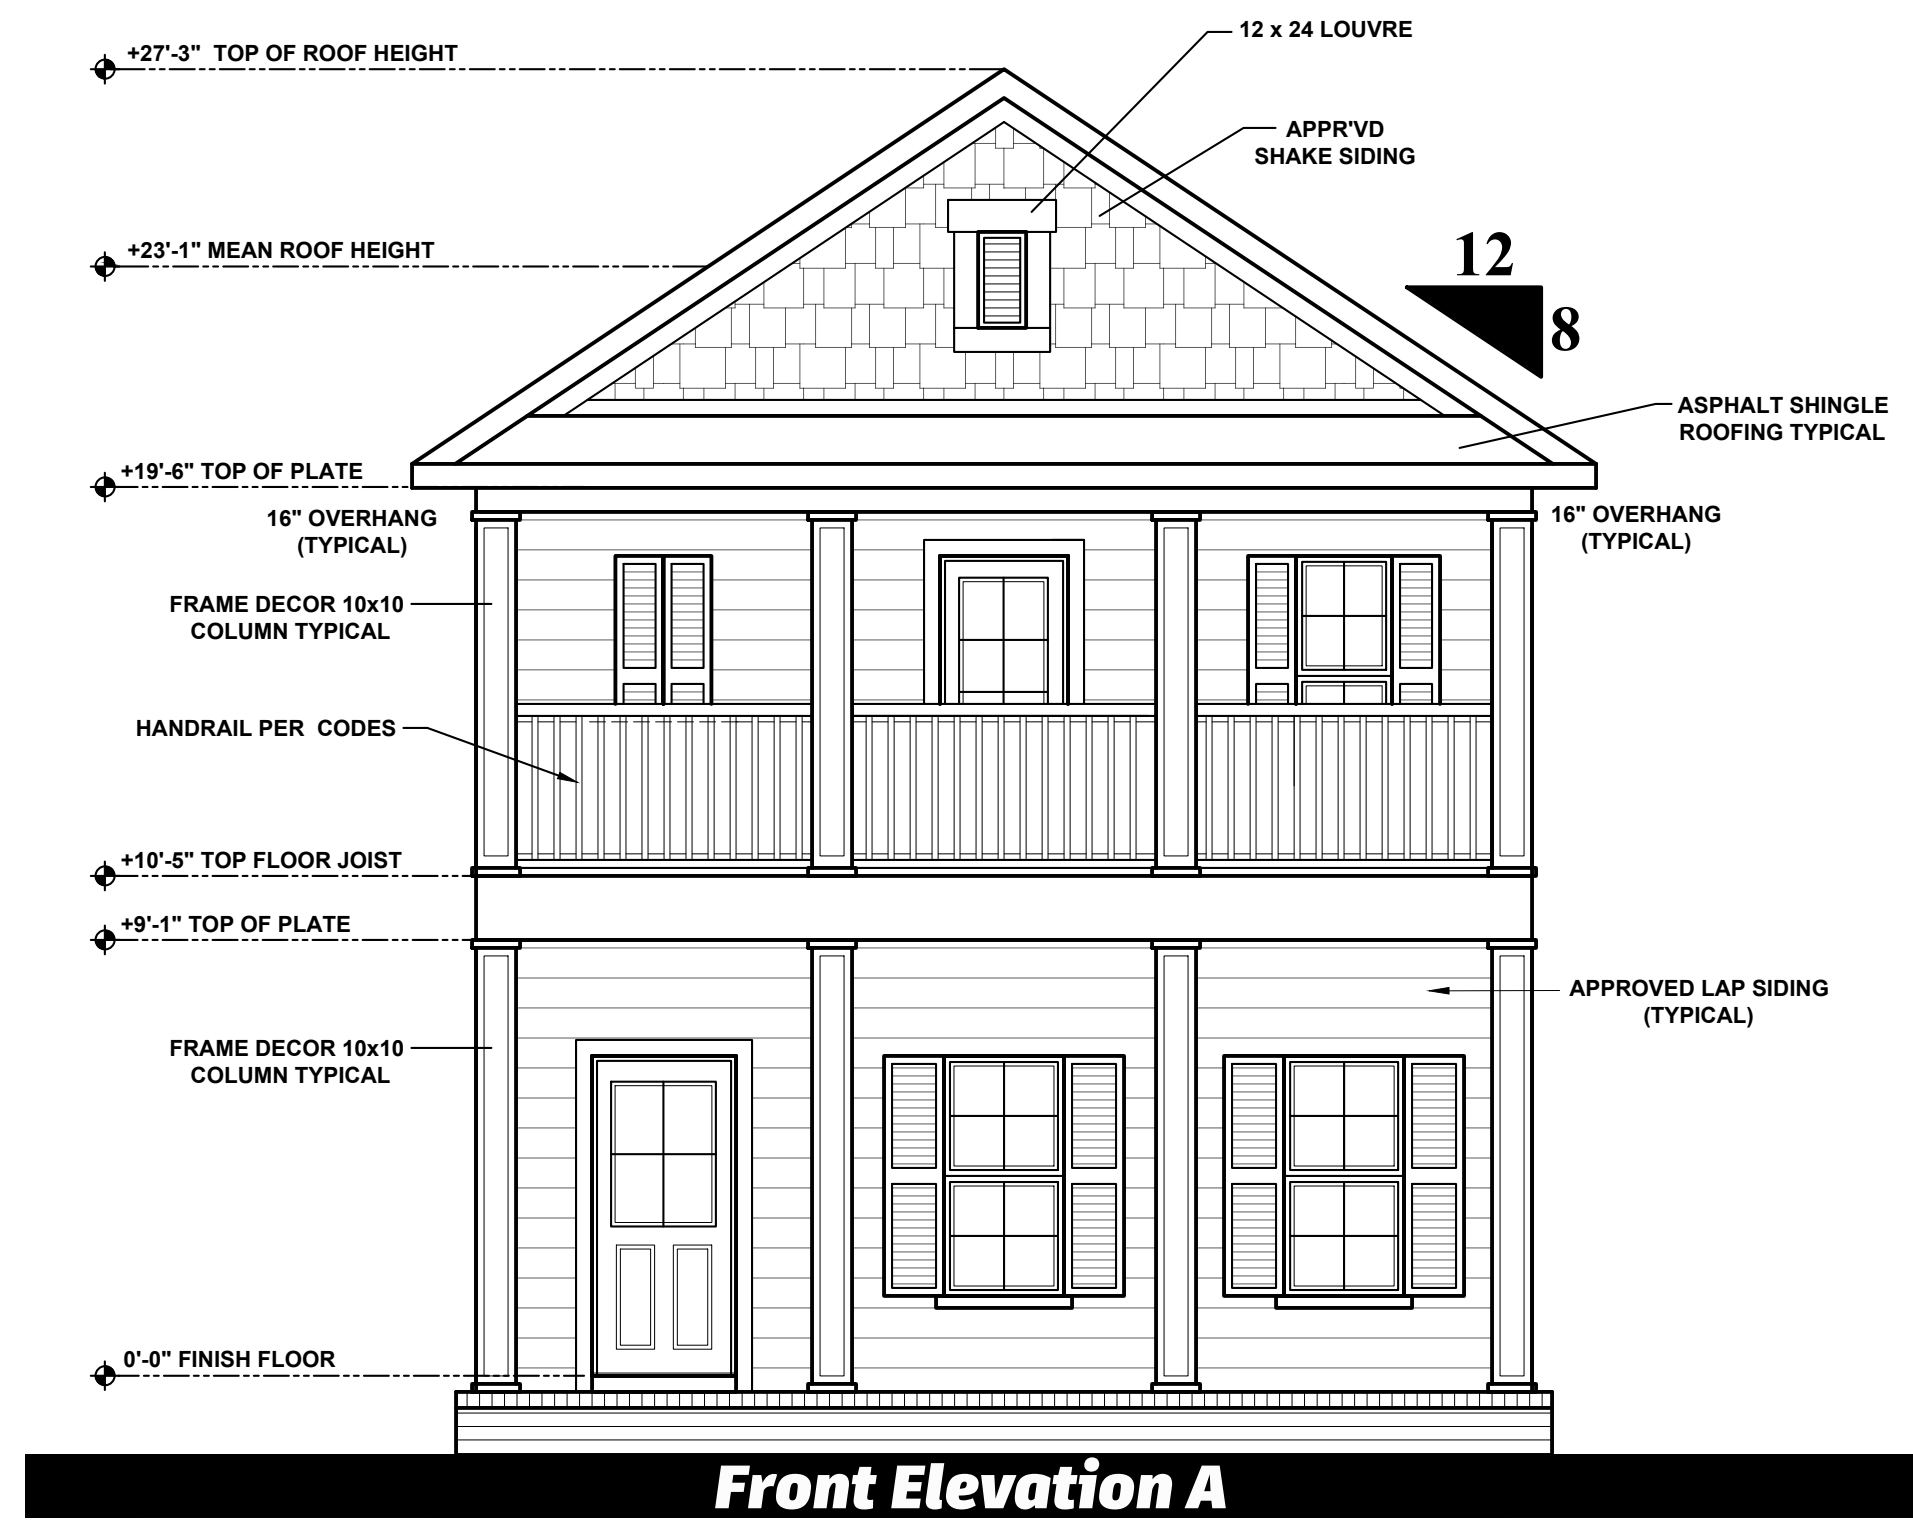 12 x 24 LOUVRE
+27'-3" TOP OF ROOF HEIGHT
APPR'VD
SHAKE SIDING
+23'-1" MEAN ROOF HEIGHT
12
8
ASPHALT SHINGLE
ROOFING TYPICAL
+19'-6" TOP OF PLATE
16" OVERHANG
(TYPICAL)
16" OVERHANG
(TYPICAL)
FRAME DECOR 10x10
COLUMN TYPICAL
HANDRAIL PER CODES
+10'-5" TOP FLOOR JOIST
+9'-1" TOP OF PLATE
APPROVED LAP SIDING
(TYPICAL)
FRAME DECOR 10x10
COLUMN TYPICAL
0'-0" FINISH FLOOR
Front Elevation A